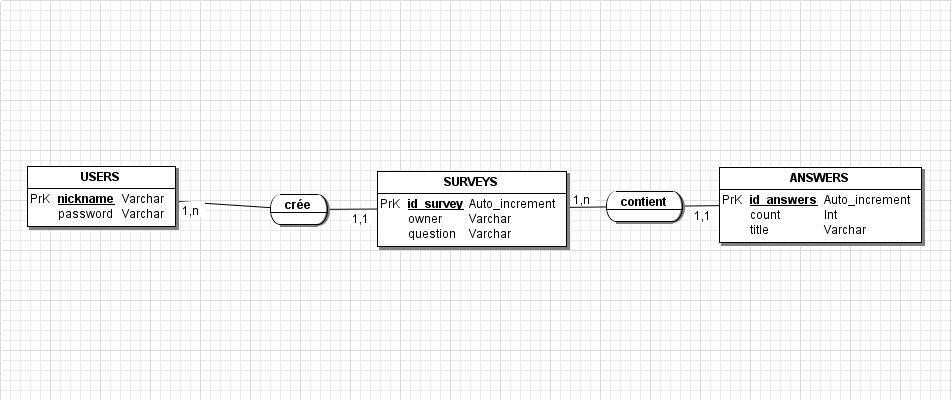 USERS
PrK nickname Varchar
password Varchar
1,n
crée
1,1
SURVEYS
PrK id_survey Auto_increment
owner Varchar
question Varchar
1,n
contient
1,1
ANSWERS
PrK id_answers Auto_increment
count Int
title Varchar